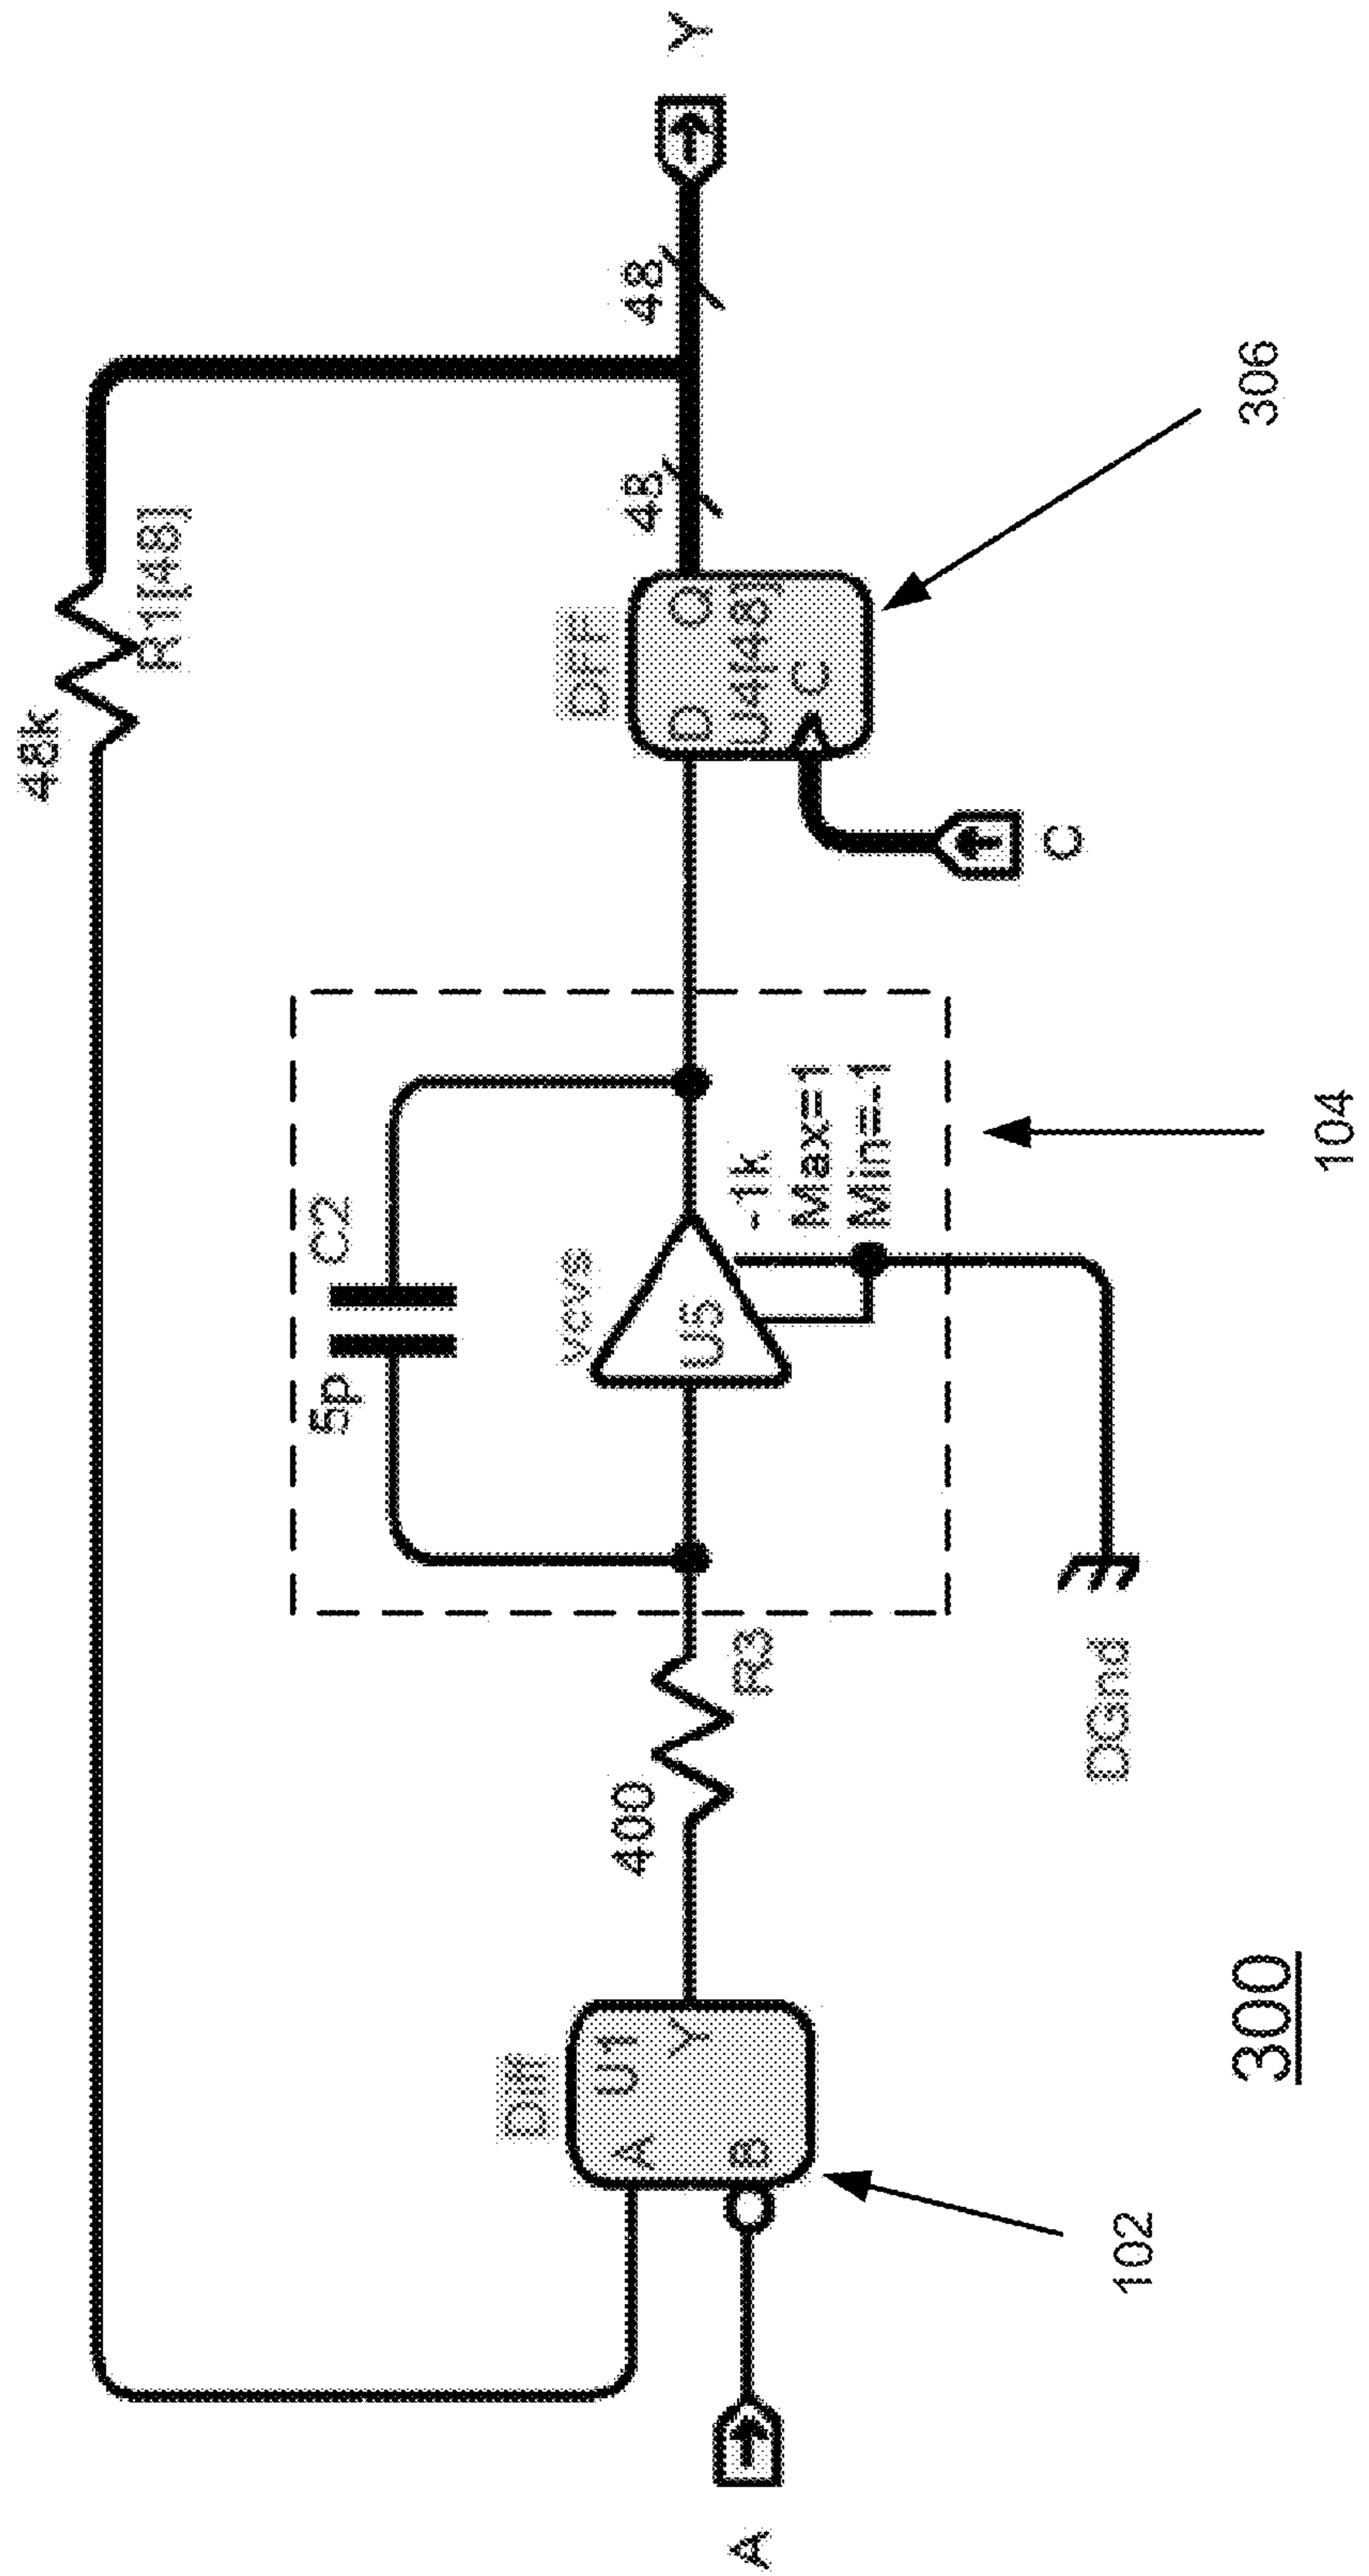 48k
R1[48]
C2
5p
vcvs
U5
-1k
Max=1
Min=-1
DFF
D
Q
U4[48]
C
48
48
Y
C
Diff
U1
A
Y
B
400
R3
A
DGnd
102
104
306
300